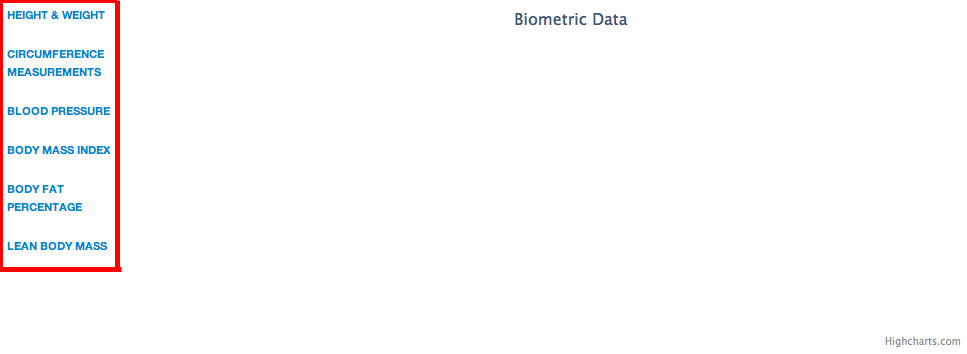 HEIGHT & WEIGHT
Biometric Data
CIRCUMFERENCE
MEASUREMENTS
BLOOD PRESSURE
BODY MASS INDEX
BODY FAT
PERCENTAGE
LEAN BODY MASS
Highcharts.com